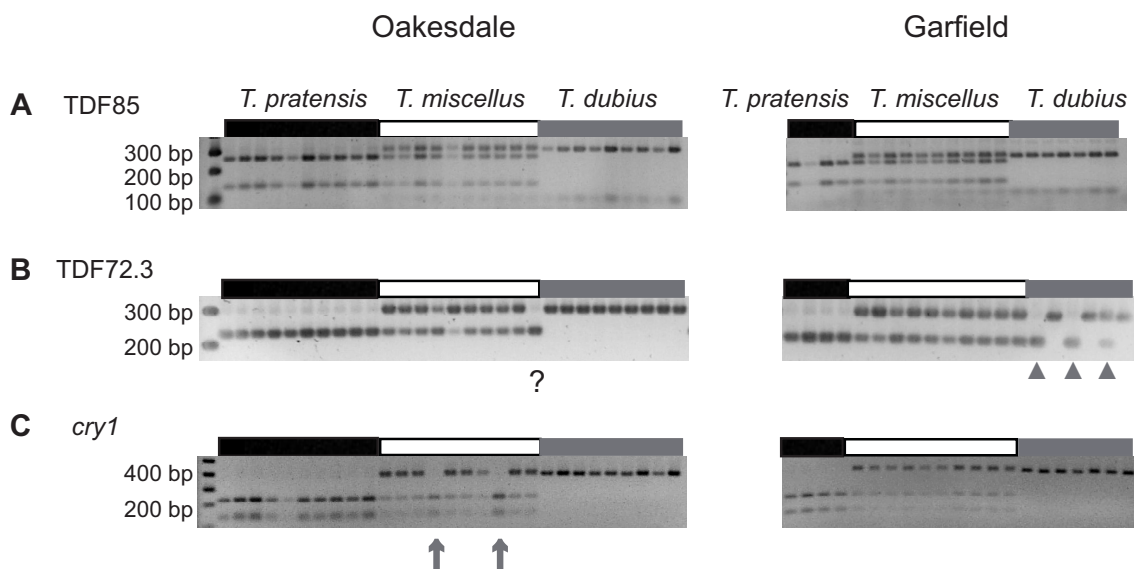 Oakesdale Garfield
A TDF85
T. pratensis T. miscellus T. dubius T. pratensis T. miscellus T. dubius
300 bp
200 bp
100 bp
B TDF72.3
300 bp
200 bp
?
C cry1
400 bp
200 bp